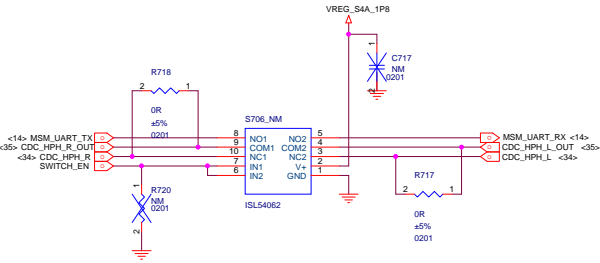 VREG_S4A_1P8
1
C717
NM
0201
2
R718
2 1
0R
±5%
0201
S706_NM
<14> MSM_UART_TX 8 NO1 NO2 5 MSM_UART_RX <14>
<35> CDC_HPH_R_OUT 9 COM1 COM2 4 CDC_HPH_L_OUT <35>
<34> CDC_HPH_R 10 NC1 NC2 3 CDC_HPH_L <34>
SWITCH_EN 7 IN1 V+ 2
6 IN2 GND 1
ISL54062
R717
2 1
0R
±5%
0201
1
R720
NM
0201
2